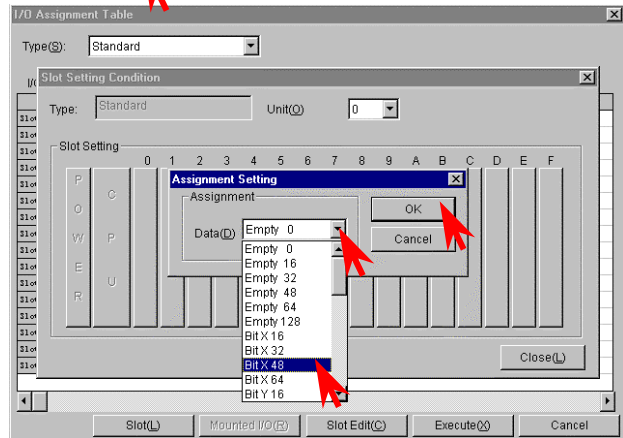 I/O Assignment Table
Type(S): Standard
Slot Setting Condition
Type: Standard Unit(O) 0
Slot Setting
0 1 2 3 4 5 6 7 8 9 A B C D E F
POWER
CPU
Assignment Setting
Assignment
Data(D) Empty 0
OK
Cancel
Empty 0
Empty 16
Empty 32
Empty 48
Empty 64
Empty 128
Bit X 16
Bit X 32
Bit X 48
Bit X 64
Bit Y 16
Close(L)
Slot(L) Mounted I/O(R) Slot Edit(C) Execute(X) Cancel